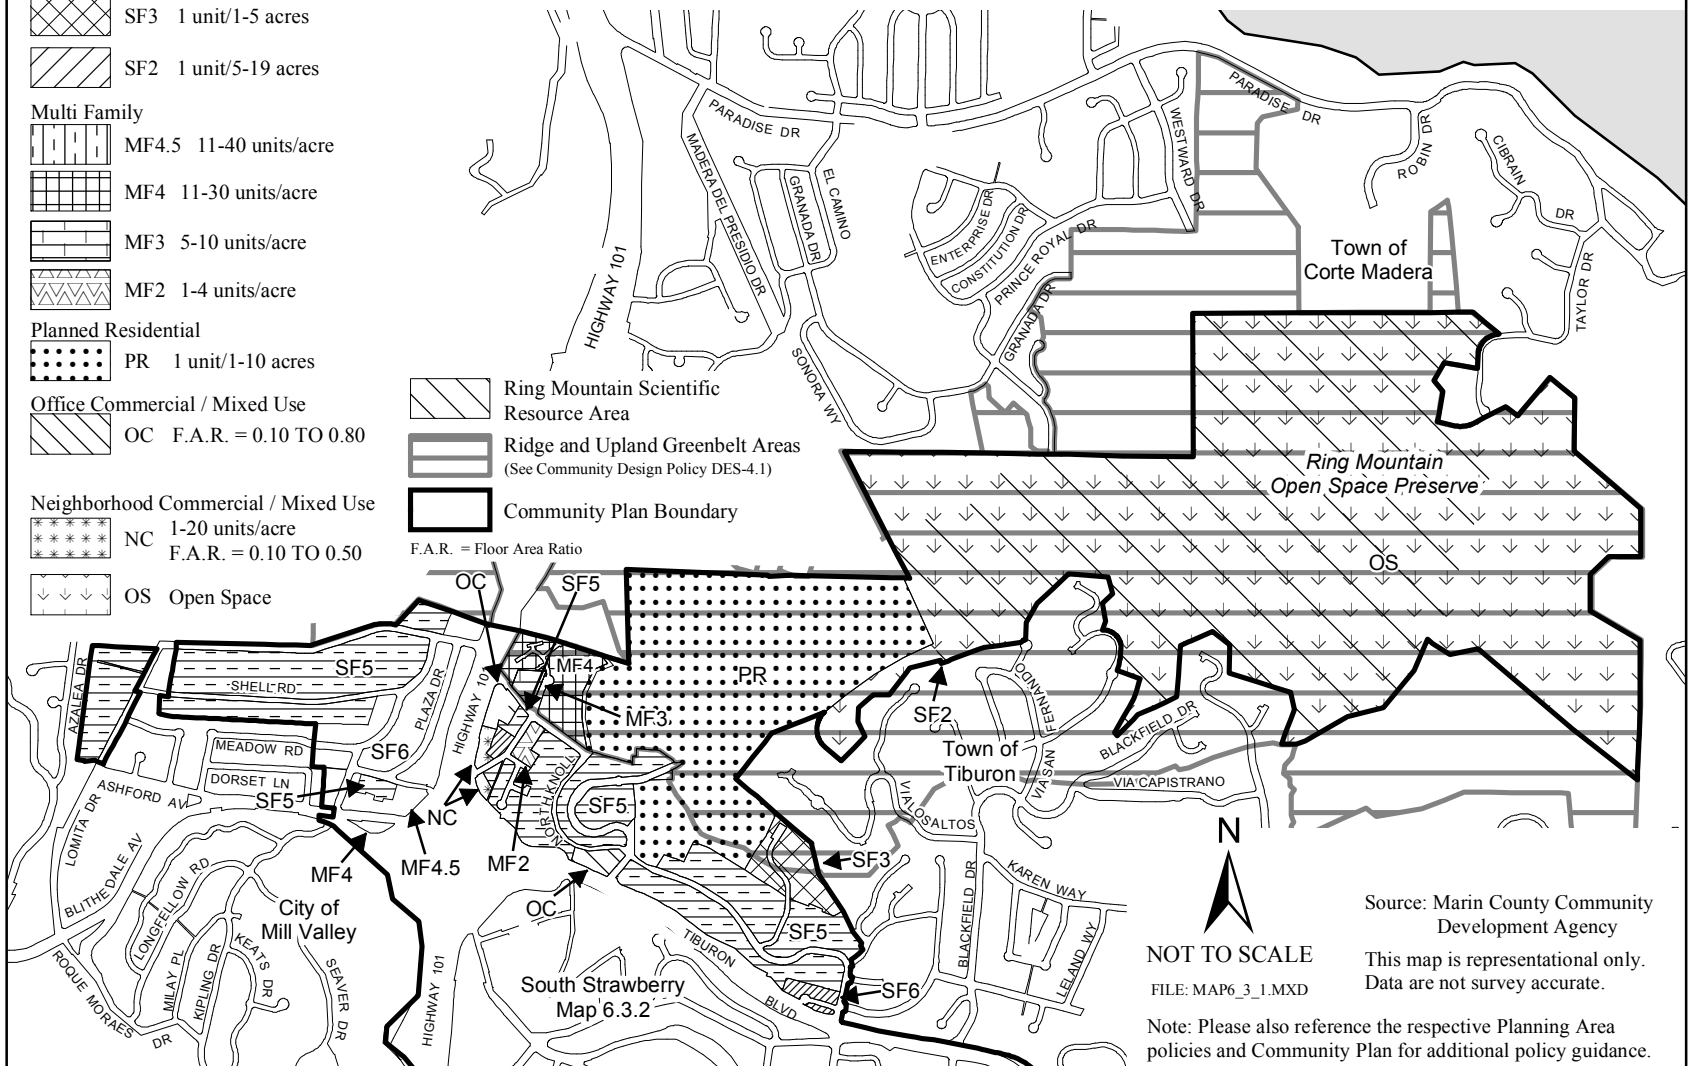 SF3 1 unit/1-5 acres
SF2 1 unit/5-19 acres
Multi Family
MF4.5 11-40 units/acre
MF4 11-30 units/acre
MF3 5-10 units/acre
MF2 1-4 units/acre
Planned Residential
PR 1 unit/1-10 acres
Office Commercial / Mixed Use
OC F.A.R. = 0.10 TO 0.80
Neighborhood Commercial / Mixed Use
NC 1-20 units/acre
F.A.R. = 0.10 TO 0.50
OS Open Space
Ring Mountain Scientific
Resource Area
Ridge and Upland Greenbelt Areas
(See Community Design Policy DES-4.1)
Community Plan Boundary
F.A.R. = Floor Area Ratio
PARADISE DR
MADERA DEL PRESIDIO DR
GRANADA DR
EL CAMINO
HIGHWAY 101
SONORA WY
ENTERPRISE DR
CONSTITUTION DR
PRINCE ROYAL DR
GRANADA DR
WESTWARD DR
PARADISE DR
ROBIN DR
CIBRAIN DR
TAYLOR DR
Town of
Corte Madera
Ring Mountain
Open Space Preserve
OS
OC
SF5
SF5
MF4
PR
MF3
SHELL RD
AZALEA DR
PLAZA DR
HIGHWAY 101
SF6
MEADOW RD
DORSET LN
SF5
ASHFORD AV
LOMITA DR
NC
MF4
MF4.5
MF2
NORTH KNOLL
SF5
SF2
Town of
Tiburon
VIA SAN FERNANDO
BLACKFIELD DR
VIA CAPISTRANO
VIA LOS ALTOS
SF3
BLITHEDALE AV
LONGFELLOW RD
City of
Mill Valley
MILAY PL
KIPLING DR
KEATS DR
SEAVER DR
ROQUE MORAES DR
HIGHWAY 101
OC
South Strawberry
Map 6.3.2
TIBURON BLVD
SF5
SF6
BLACKFIELD DR
KAREN WAY
LELAND WY
N
NOT TO SCALE
FILE: MAP6_3_1.MXD
Source: Marin County Community
Development Agency
This map is representational only.
Data are not survey accurate.
Note: Please also reference the respective Planning Area
policies and Community Plan for additional policy guidance.